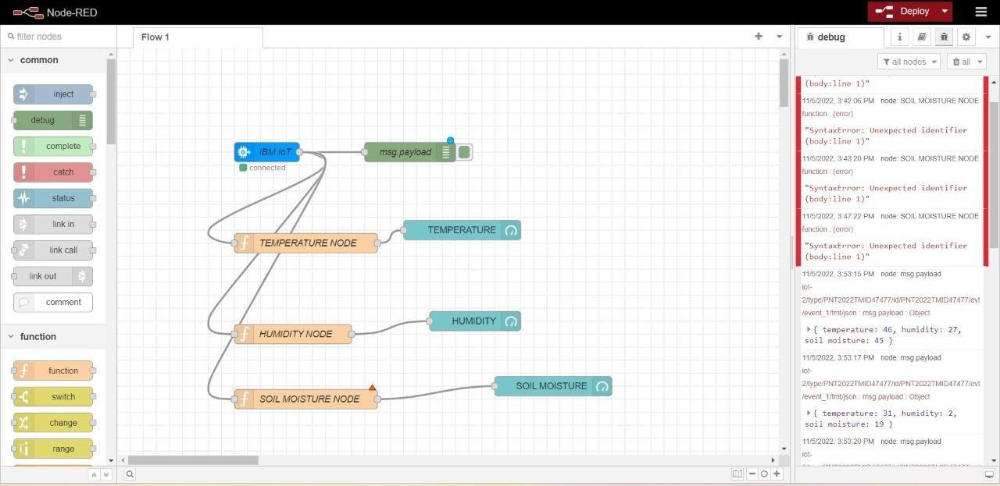 Node-RED
Deploy
filter nodes
common
inject
debug
complete
catch
status
link in
link call
link out
comment
function
function
switch
change
range
Flow 1
IBM IoT
connected
msg.payload
TEMPERATURE NODE
TEMPERATURE
HUMIDITY NODE
HUMIDITY
SOIL MOISTURE NODE
SOIL MOISTURE
debug
all nodes
all
(body:line 1)"
11/5/2022, 3:42:06 PM node: SOIL MOISTURE NODE
function : (error)
"SyntaxError: Unexpected identifier
(body:line 1)"
11/5/2022, 3:43:20 PM node: SOIL MOISTURE NODE
function : (error)
"SyntaxError: Unexpected identifier
(body:line 1)"
11/5/2022, 3:47:22 PM node: SOIL MOISTURE NODE
function : (error)
"SyntaxError: Unexpected identifier
(body:line 1)"
11/5/2022, 3:53:15 PM node: msg.payload
iot-
2/type/PNT2022TMID47477/id/PNT2022TMID47477/evt
/event_1/fmt/json : msg.payload : Object
{ temperature: 46, humidity: 27,
soil moisture: 45 }
11/5/2022, 3:53:17 PM node: msg.payload
iot-
2/type/PNT2022TMID47477/id/PNT2022TMID47477/evt
/event_1/fmt/json : msg.payload : Object
{ temperature: 31, humidity: 2,
soil moisture: 19 }
11/5/2022, 3:53:20 PM node: msg.payload
iot-